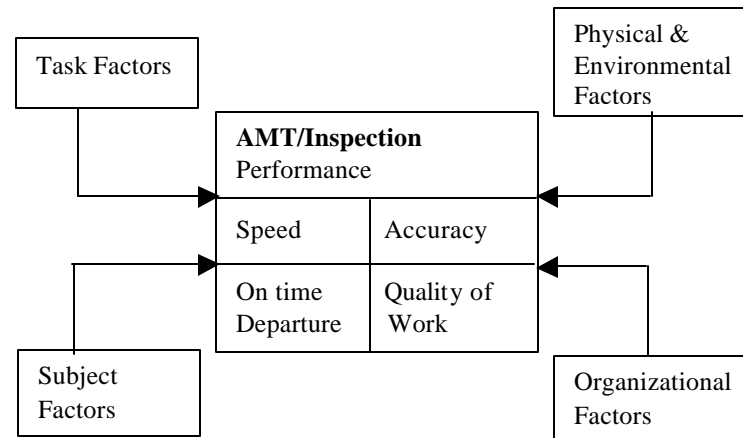 Task Factors
Physical &
Environmental
Factors
AMT/Inspection
Performance
Speed
Accuracy
On time
Departure
Quality of
Work
Subject
Factors
Organizational
Factors